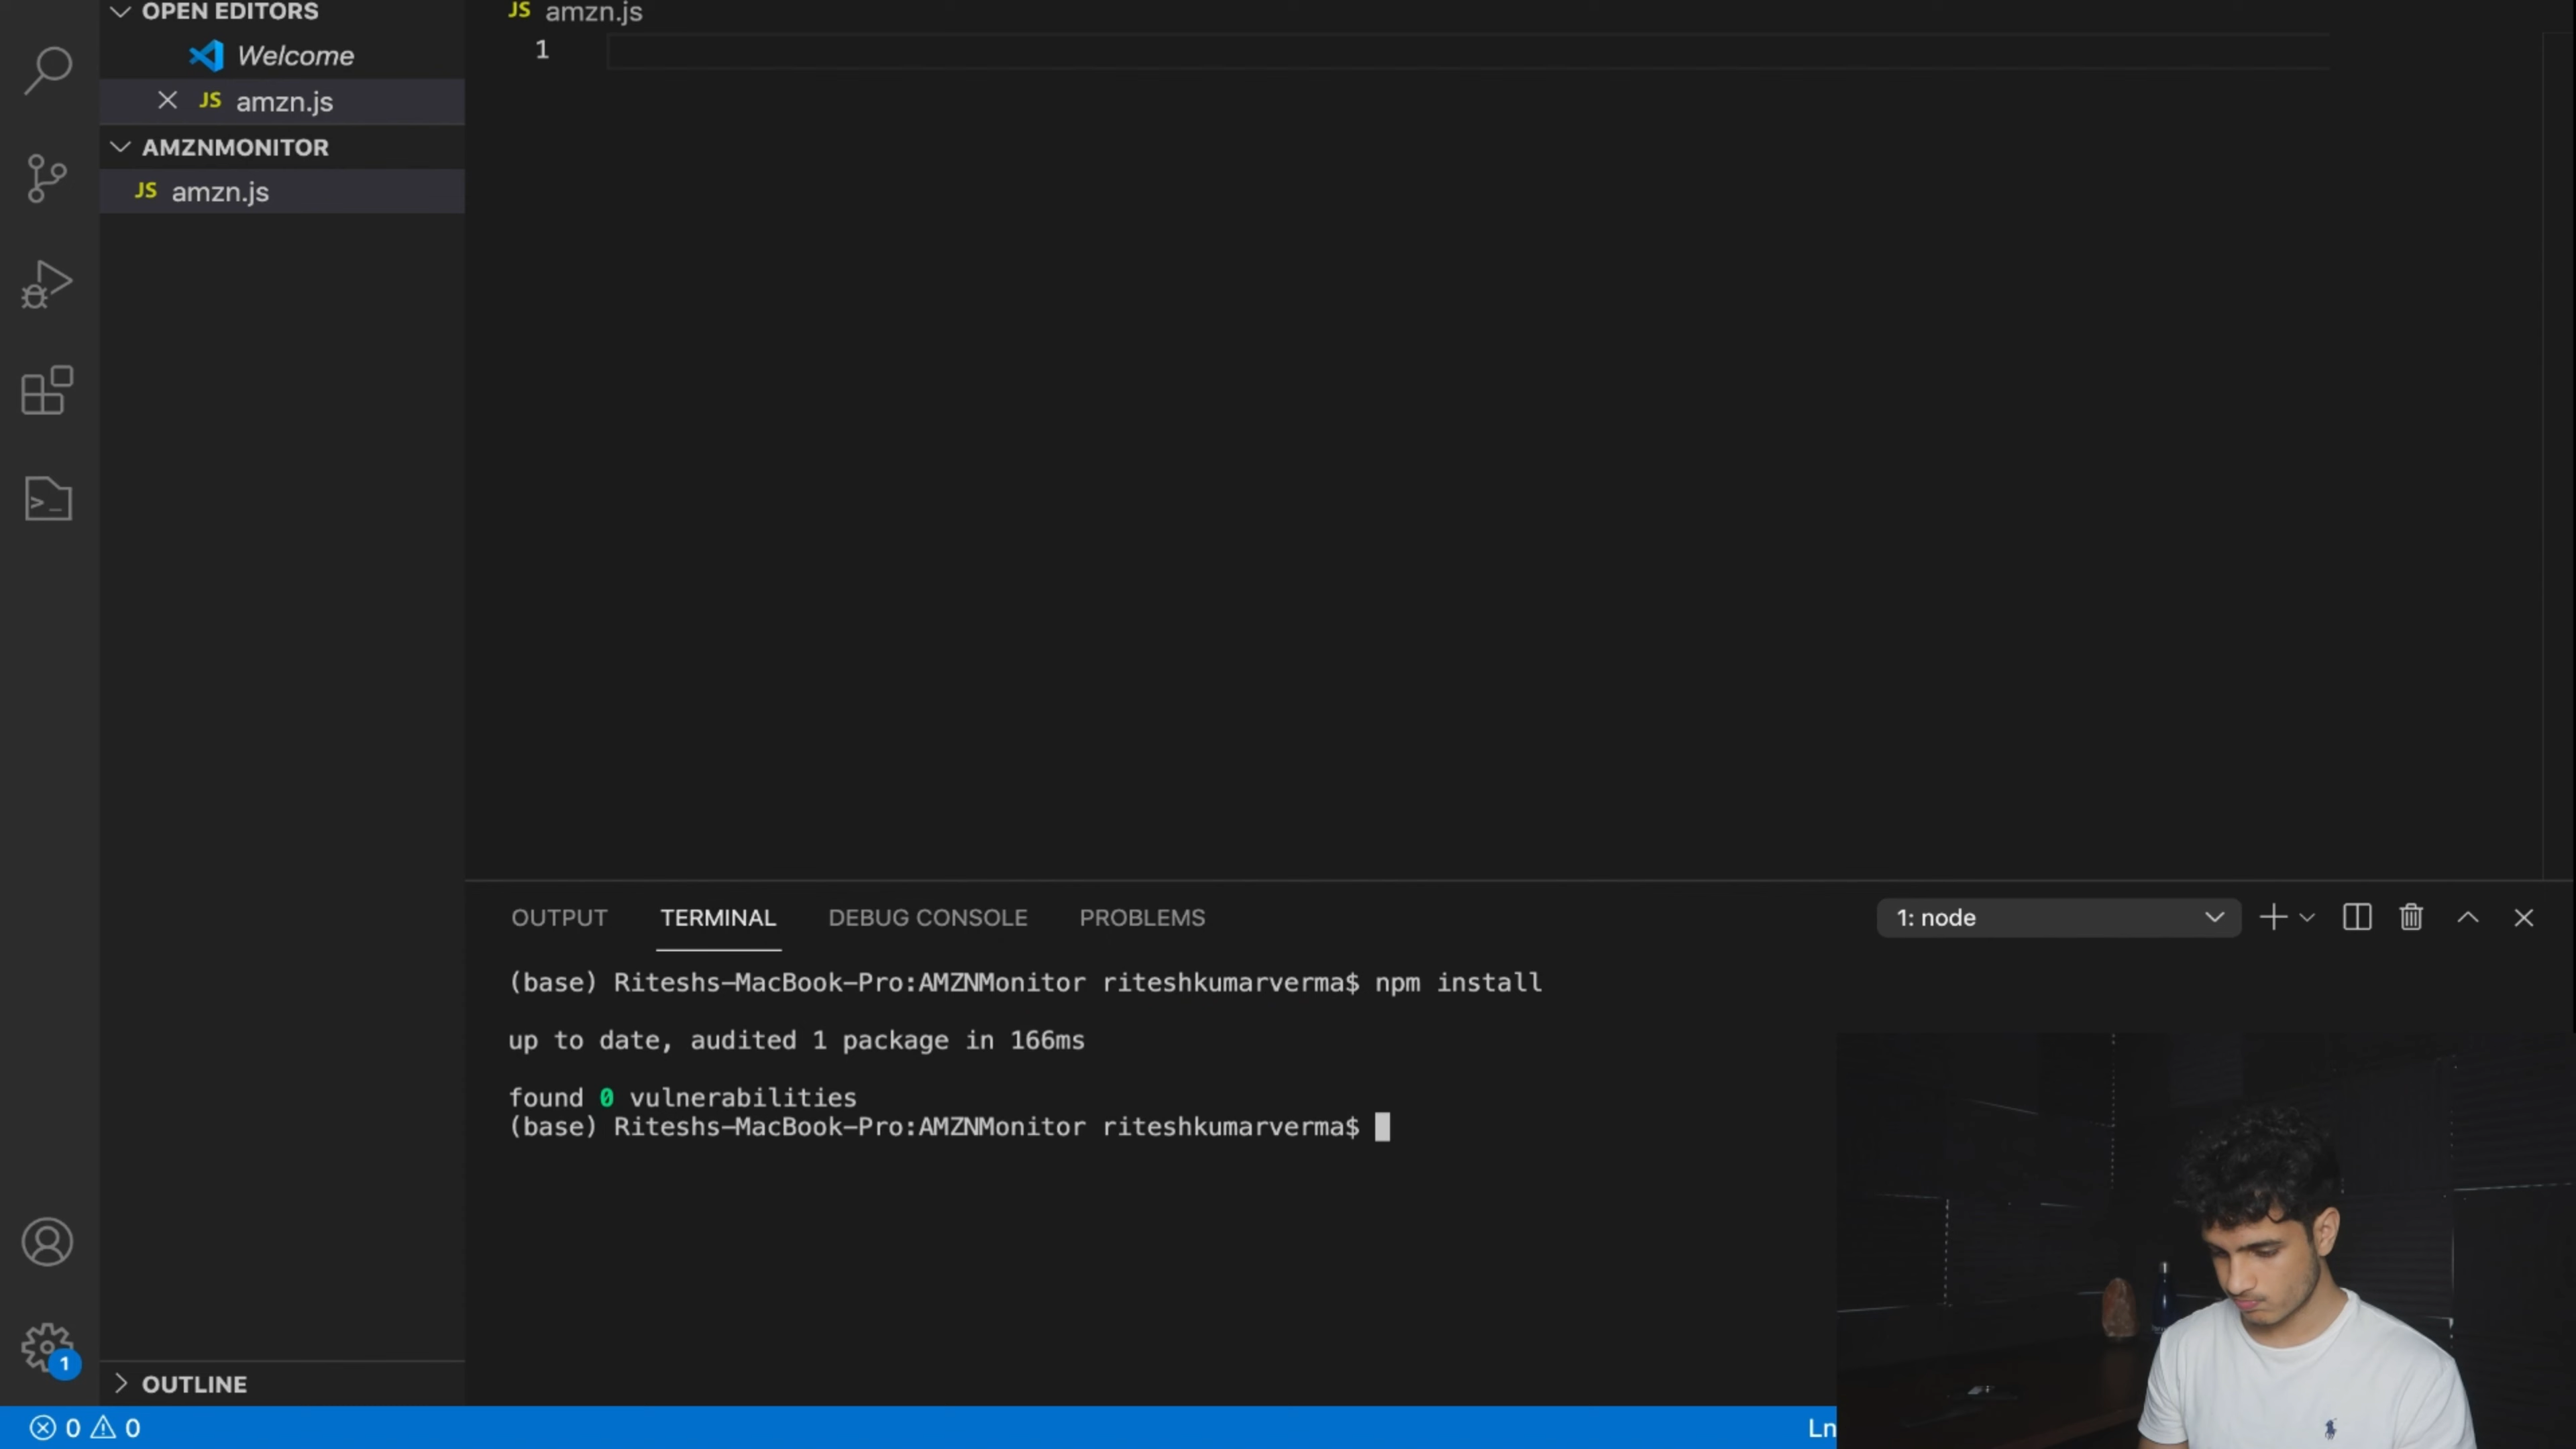 OPEN EDITORS
Welcome
JS amzn.js
AMZNMONITOR
JS amzn.js
JS amzn.js
1
OUTPUT TERMINAL DEBUG CONSOLE PROBLEMS 1: node
(base) Riteshs-MacBook-Pro:AMZNMonitor riteshkumarverma$ npm install
up to date, audited 1 package in 166ms
found 0 vulnerabilities
(base) Riteshs-MacBook-Pro:AMZNMonitor riteshkumarverma$
1
OUTLINE
0 0
Ln